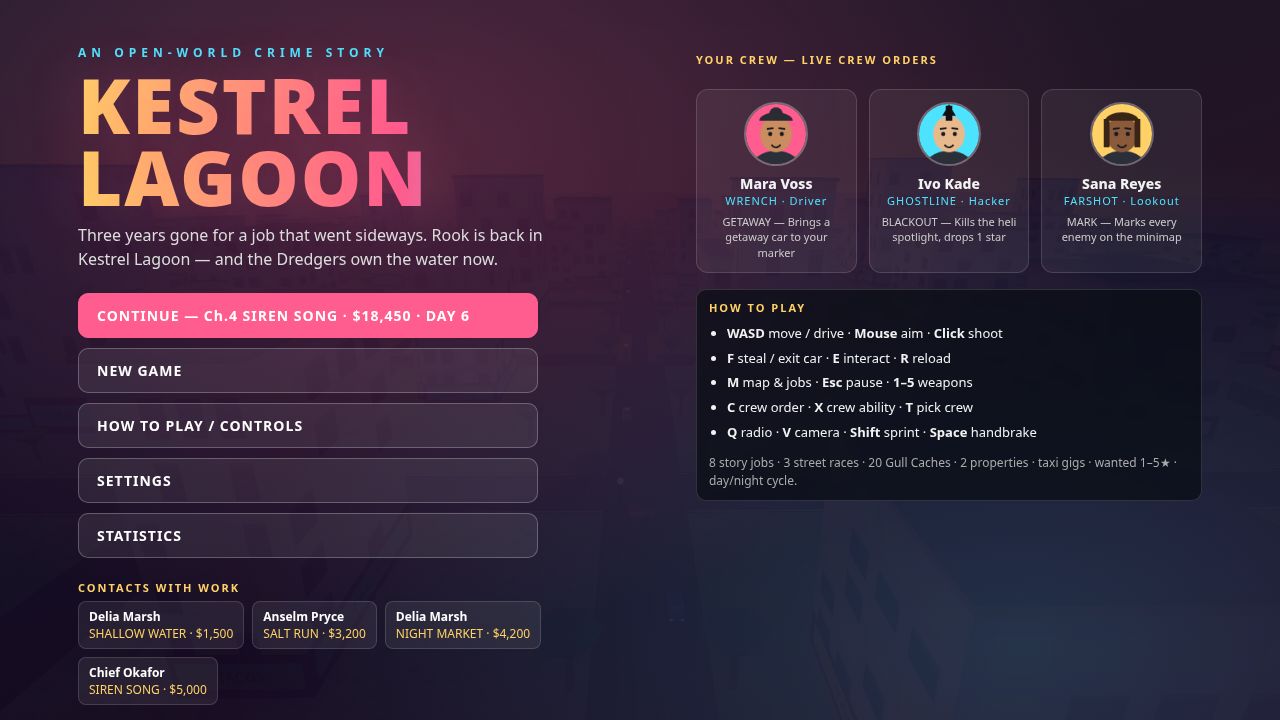 AN OPEN-WORLD CRIME STORY
KESTREL
LAGOON
Three years gone for a job that went sideways. Rook is back in
Kestrel Lagoon — and the Dredgers own the water now.
CONTINUE — Ch.4 SIREN SONG · $18,450 · DAY 6
NEW GAME
HOW TO PLAY / CONTROLS
SETTINGS
STATISTICS
CONTACTS WITH WORK
Delia Marsh
SHALLOW WATER · $1,500
Anselm Pryce
SALT RUN · $3,200
Delia Marsh
NIGHT MARKET · $4,200
Chief Okafor
SIREN SONG · $5,000
YOUR CREW — LIVE CREW ORDERS
Mara Voss
WRENCH · Driver
GETAWAY — Brings a
getaway car to your
marker
Ivo Kade
GHOSTLINE · Hacker
BLACKOUT — Kills the heli
spotlight, drops 1 star
Sana Reyes
FARSHOT · Lookout
MARK — Marks every
enemy on the minimap
HOW TO PLAY
• WASD move / drive · Mouse aim · Click shoot
• F steal / exit car · E interact · R reload
• M map & jobs · Esc pause · 1–5 weapons
• C crew order · X crew ability · T pick crew
• Q radio · V camera · Shift sprint · Space handbrake
8 story jobs · 3 street races · 20 Gull Caches · 2 properties · taxi gigs · wanted 1–5★ ·
day/night cycle.